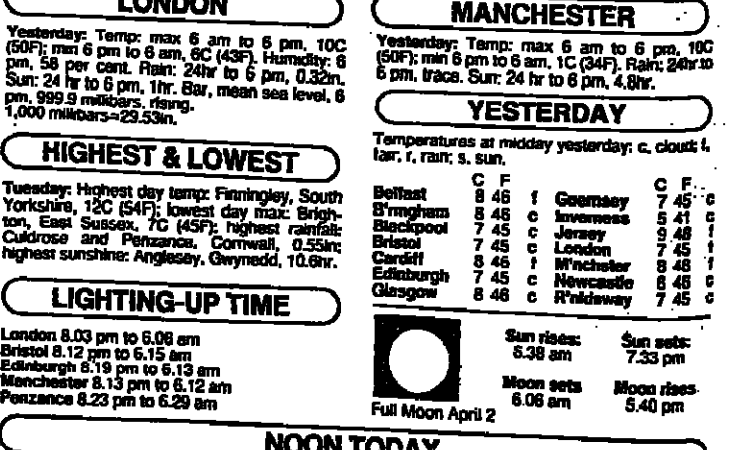 LONDON
Yesterday: Temp: max 6 am to 6 pm, 10C
(50F); min 6 pm to 6 am, 6C (43F). Humidity: 6
pm, 58 per cent. Rain: 24hr to 6 pm, 0.32in.
Sun: 24 hr to 6 pm, 1hr. Bar, mean sea level, 6
pm, 999.9 millibars, rising.
1,000 millibars=29.53in.
HIGHEST & LOWEST
Tuesday: Highest day temp: Finningley, South
Yorkshire, 12C (54F); lowest day max: Brigh-
ton, East Sussex, 7C (45F); highest rainfall:
Culdrose and Penzance, Cornwall, 0.55in;
highest sunshine: Anglesey, Gwynedd, 10.6hr.
LIGHTING-UP TIME
London 8.03 pm to 6.06 am
Bristol 8.12 pm to 6.15 am
Edinburgh 8.19 pm to 6.13 am
Manchester 8.13 pm to 6.12 am
Penzance 8.23 pm to 6.29 am
MANCHESTER
Yesterday: Temp: max 6 am to 6 pm, 10C
(50F); min 6 pm to 6 am, 1C (34F). Rain: 24hr to
6 pm, trace. Sun: 24 hr to 6 pm, 4.8hr.
YESTERDAY
Temperatures at midday yesterday: c, cloud; f,
fair; r, rain; s, sun.
C F C F
Belfast 8 46 f Guernsey 7 45 c
B'rmgham 8 46 c Inverness 5 41 c
Blackpool 7 45 c Jersey 9 48 f
Bristol 7 45 c London 7 45 f
Cardiff 8 46 f M'nchster 8 46 f
Edinburgh 7 45 c Newcastle 8 46 c
Glasgow 8 46 c R'nldsway 7 45 c
Sun rises: Sun sets:
5.38 am 7.33 pm
Moon sets Moon rises
6.06 am 5.40 pm
Full Moon April 2
NOON TODAY